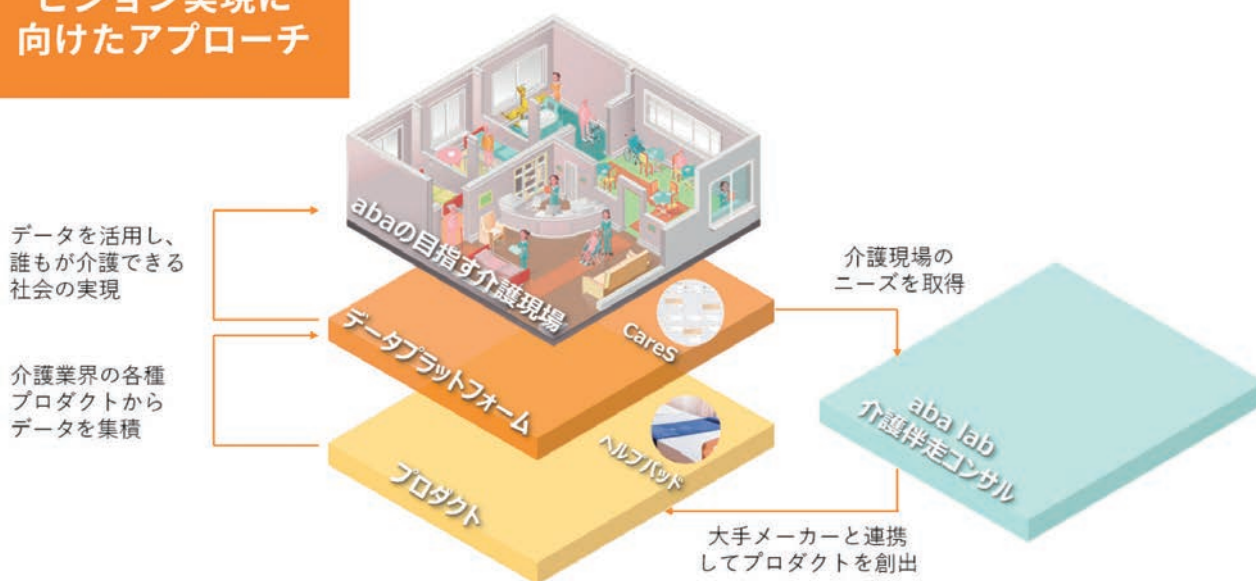 ビジョン実現に
向けたアプローチ
データを活用し、
誰もが介護できる
社会の実現
介護業界の各種
プロダクトから
データを集積
abaの目指す介護現場
データプラットフォーム
CareS
プロダクト
ヘルプパッド
介護現場の
ニーズを取得
aba lab
介護伴走コンサル
大手メーカーと連携
してプロダクトを創出